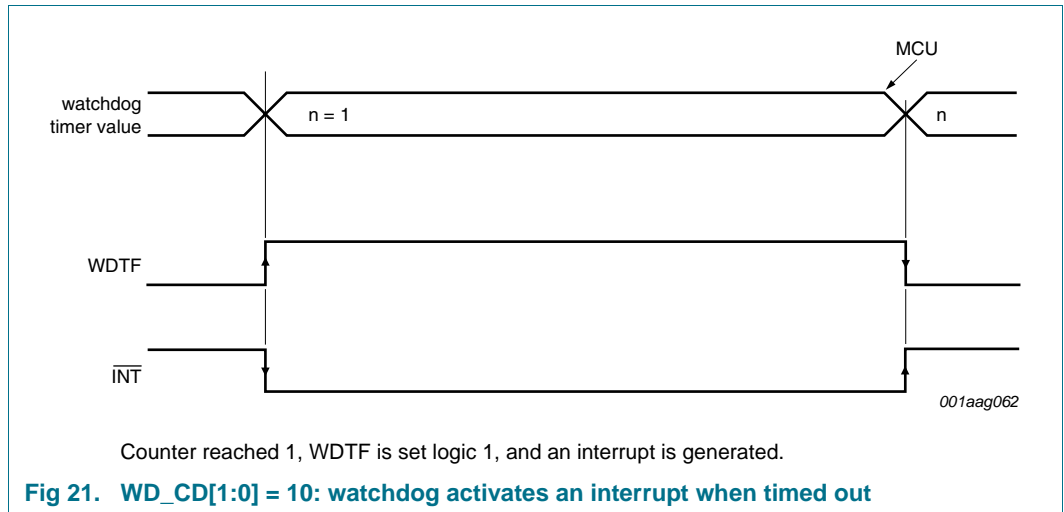 MCU
watchdog
timer value
n = 1
n
WDTF
INT
001aag062
Counter reached 1, WDTF is set logic 1, and an interrupt is generated.
Fig 21. WD_CD[1:0] = 10: watchdog activates an interrupt when timed out